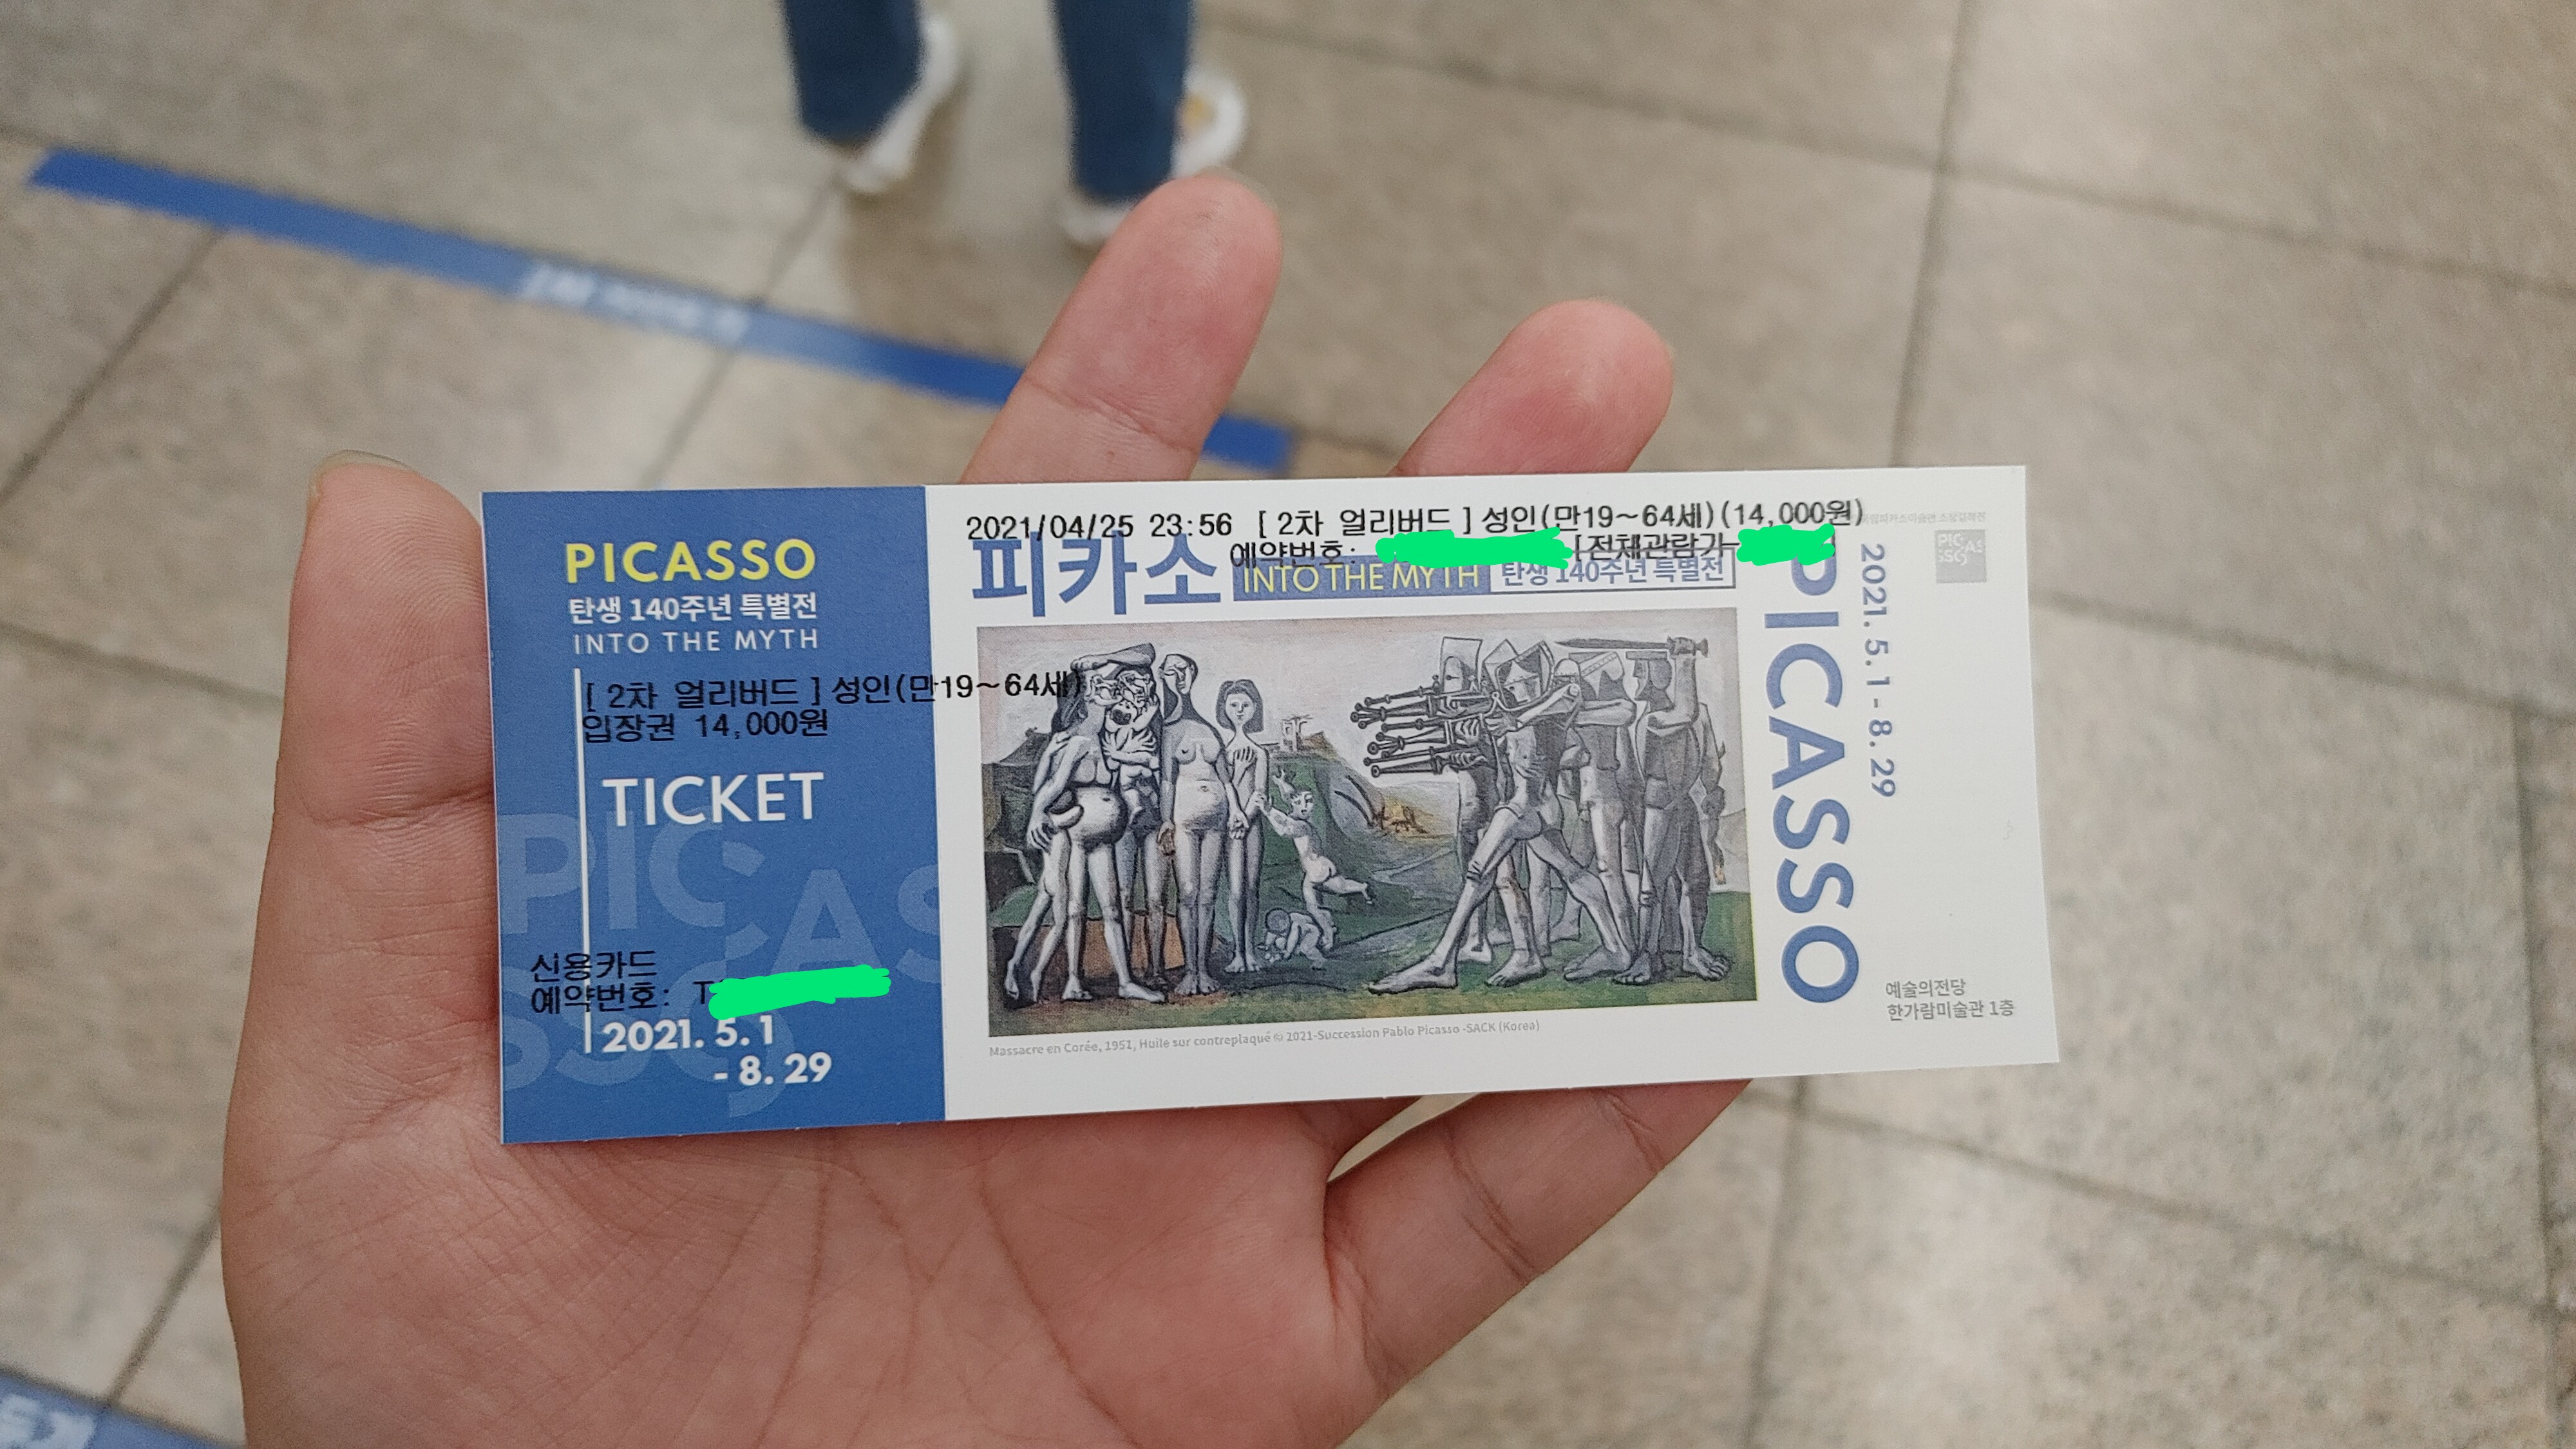 PICASSO
탄생 140주년 특별전
INTO THE MYTH
[ 2차 얼리버드 ] 성인(만19~64세)
입장권 14,000원
TICKET
PICASSO
신용카드
예약번호: T
2021. 5. 1
- 8. 29
2021/04/25 23:56 [ 2차 얼리버드 ] 성인(만19~64세)(14,000원)
예약번호: [전체관람가-
피카소 INTO THE MYTH 탄생 140주년 특별전
Massacre en Corée, 1951, Huile sur contreplaqué © 2021-Succession Pablo Picasso -SACK (Korea)
PICASSO
2021. 5. 1 - 8. 29
PICASSO
예술의전당
한가람미술관 1층